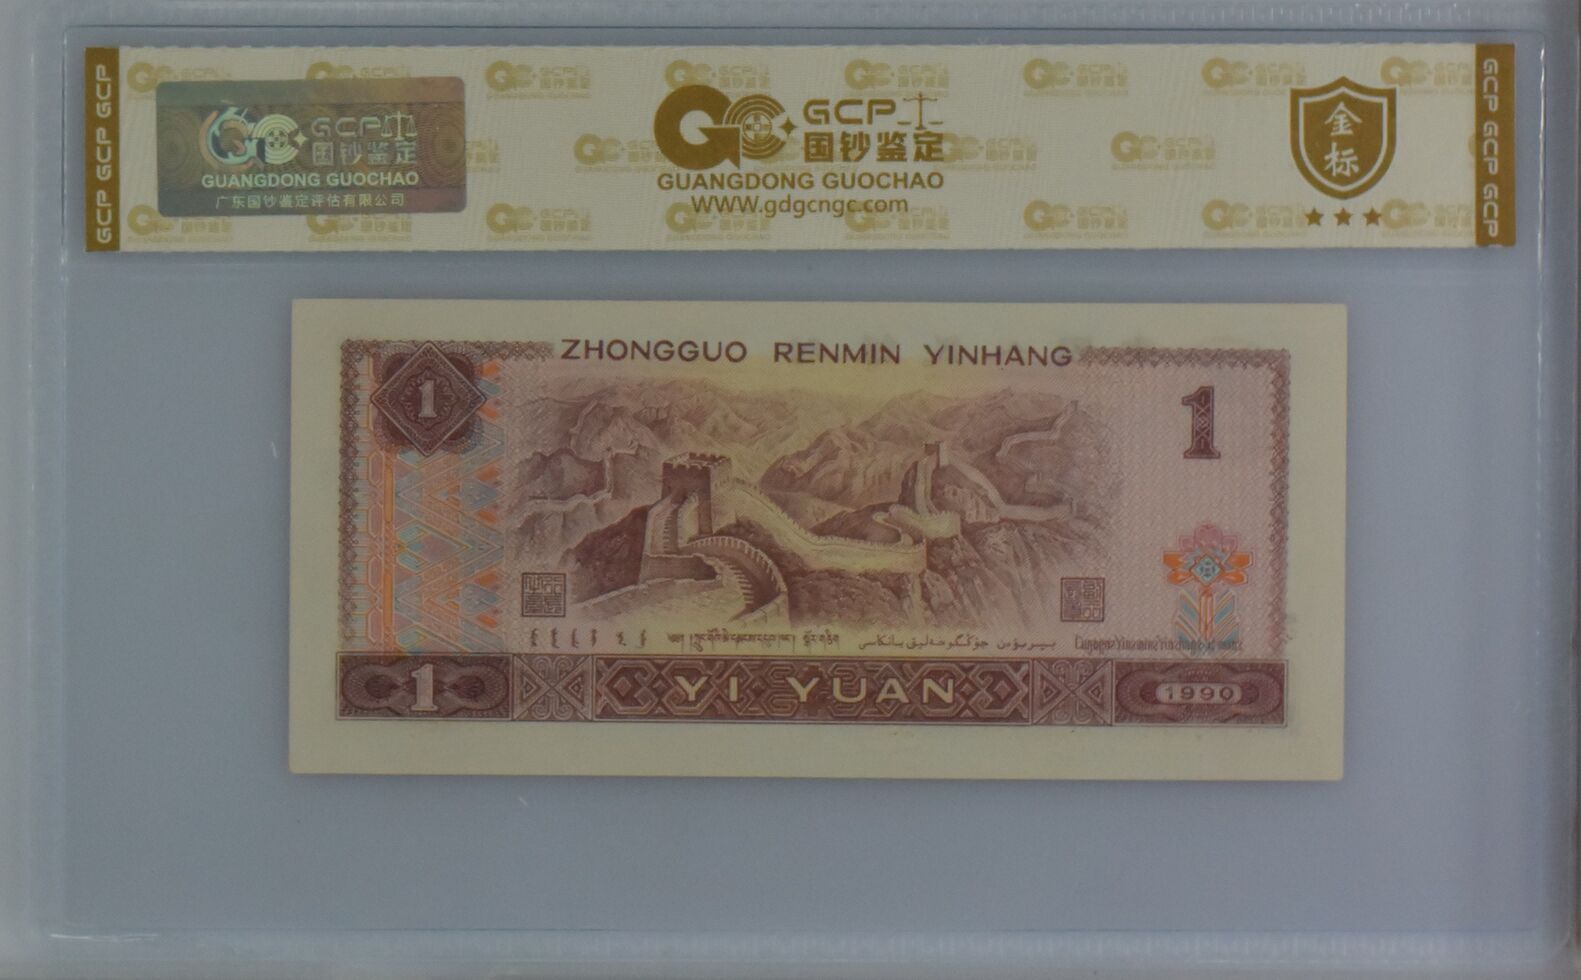 GCP GCP GCP
GCP
国钞鉴定
GUANGDONG GUOCHAO
广东国钞鉴定评估有限公司
GCP
国钞鉴定
GUANGDONG GUOCHAO
WWW.gdgcngc.com
金标
GCP GCP GCP
ZHONGGUO RENMIN YINHANG
1
1
1
YI YUAN
1990